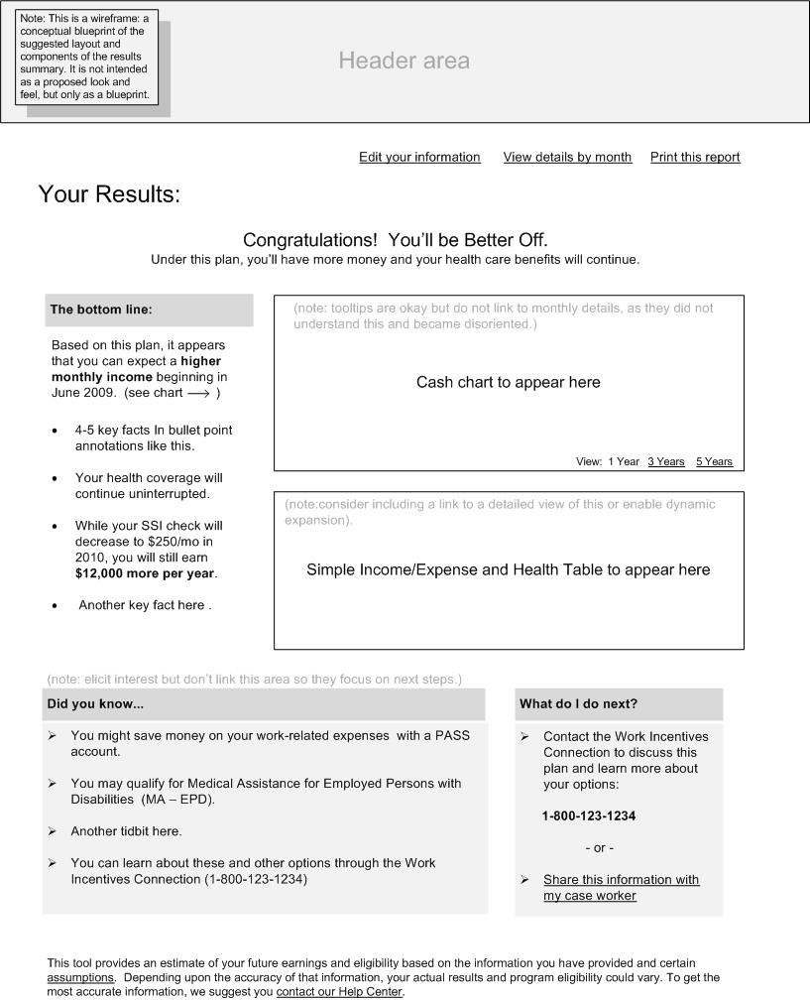 Note: This is a wireframe: a
conceptual blueprint of the
suggested layout and
components of the results
summary. It is not intended
as a proposed look and
feel, but only as a blueprint.
Header area
Edit your information View details by month Print this report
Your Results:
Congratulations! You'll be Better Off.
Under this plan, you'll have more money and your health care benefits will continue.
The bottom line:
Based on this plan, it appears
that you can expect a higher
monthly income beginning in
June 2009. (see chart → )
• 4-5 key facts In bullet point
annotations like this.
• Your health coverage will
continue uninterrupted.
• While your SSI check will
decrease to $250/mo in
2010, you will still earn
$12,000 more per year.
• Another key fact here .
(note: tooltips are okay but do not link to monthly details, as they did not
understand this and became disoriented.)
Cash chart to appear here
View: 1 Year 3 Years 5 Years
(note:consider including a link to a detailed view of this or enable dynamic
expansion).
Simple Income/Expense and Health Table to appear here
(note: elicit interest but don't link this area so they focus on next steps.)
Did you know...
➢ You might save money on your work-related expenses with a PASS
account.
➢ You may qualify for Medical Assistance for Employed Persons with
Disabilities (MA – EPD).
➢ Another tidbit here.
➢ You can learn about these and other options through the Work
Incentives Connection (1-800-123-1234)
What do I do next?
➢ Contact the Work Incentives
Connection to discuss this
plan and learn more about
your options:
1-800-123-1234
- or -
➢ Share this information with
my case worker
This tool provides an estimate of your future earnings and eligibility based on the information you have provided and certain
assumptions. Depending upon the accuracy of that information, your actual results and program eligibility could vary. To get the
most accurate information, we suggest you contact our Help Center.